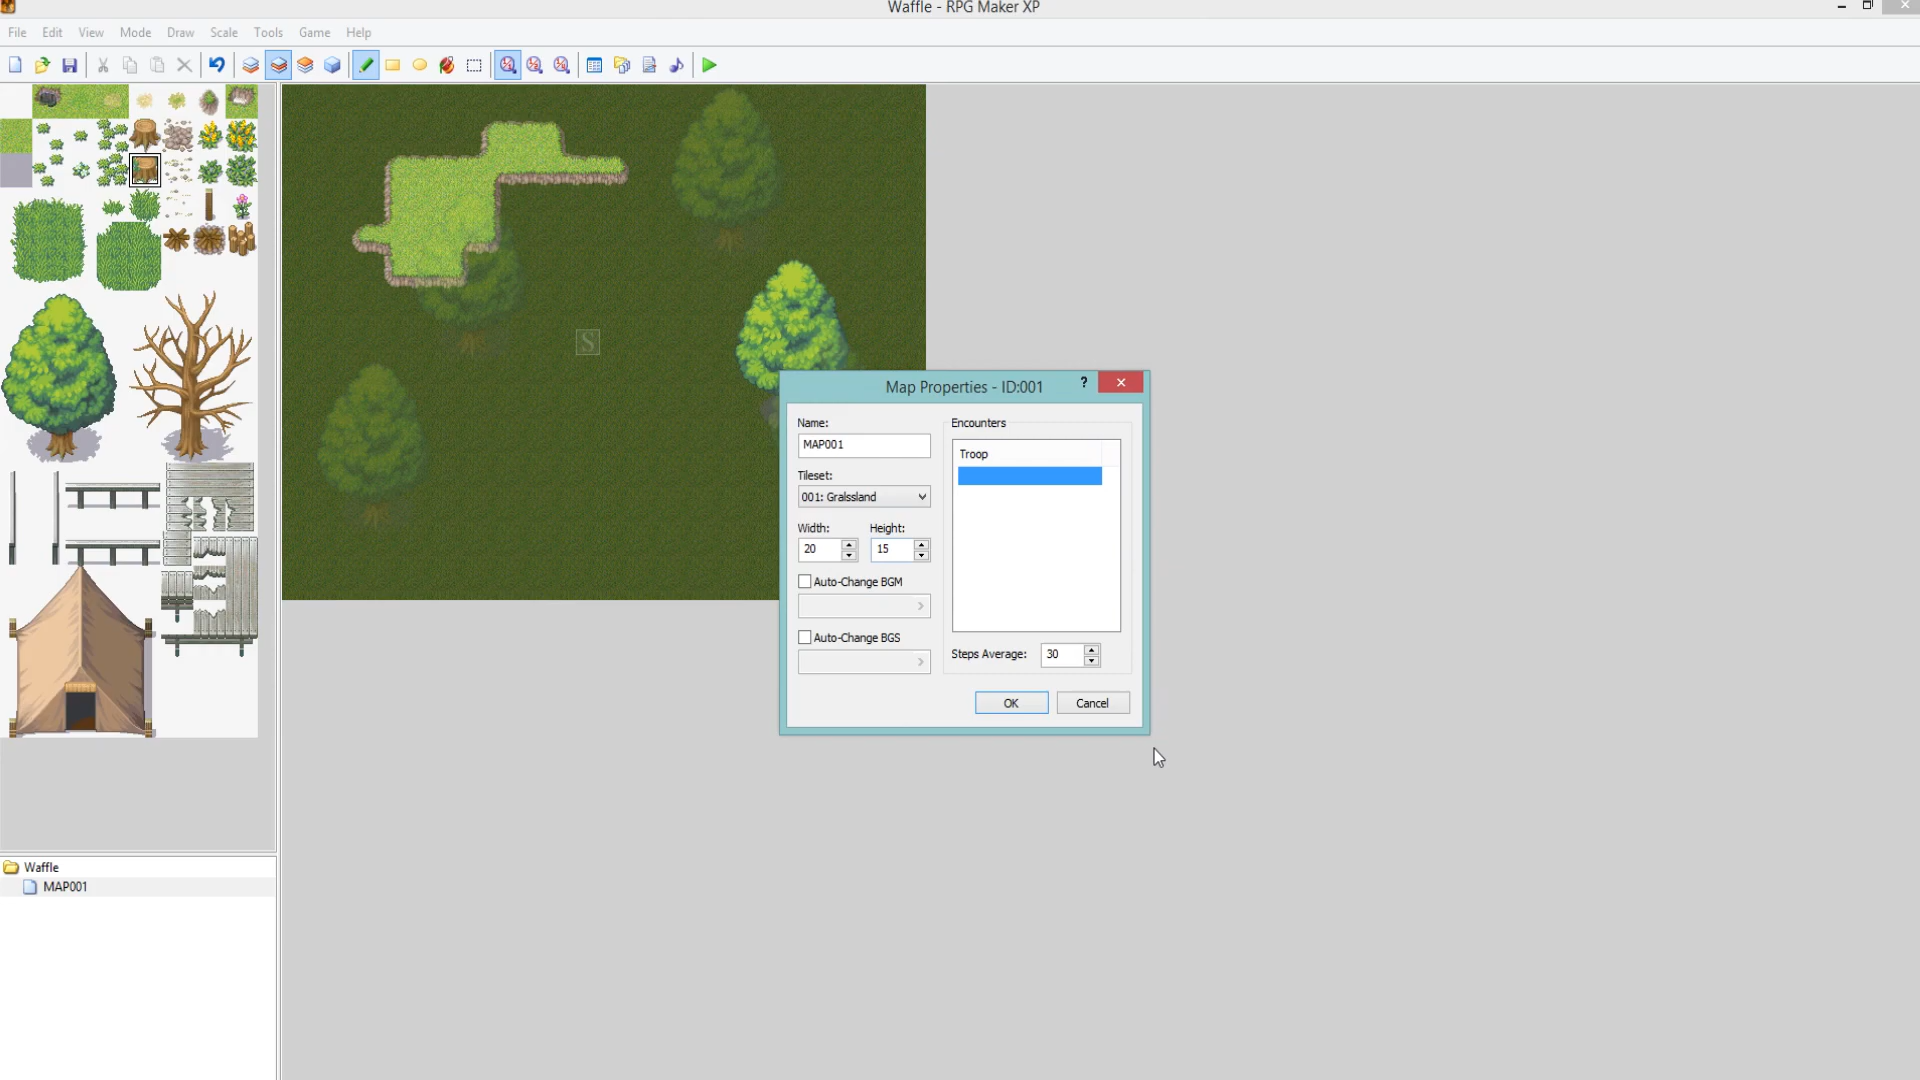 Waffle - RPG Maker XP
File Edit View Mode Draw Scale Tools Game Help
S
Map Properties - ID:001
?
Name:
MAP001
Encounters
Troop
Tileset:
001: Gralssland
Width:
Height:
20
15
Auto-Change BGM
Auto-Change BGS
Steps Average:
30
OK
Cancel
Waffle
MAP001